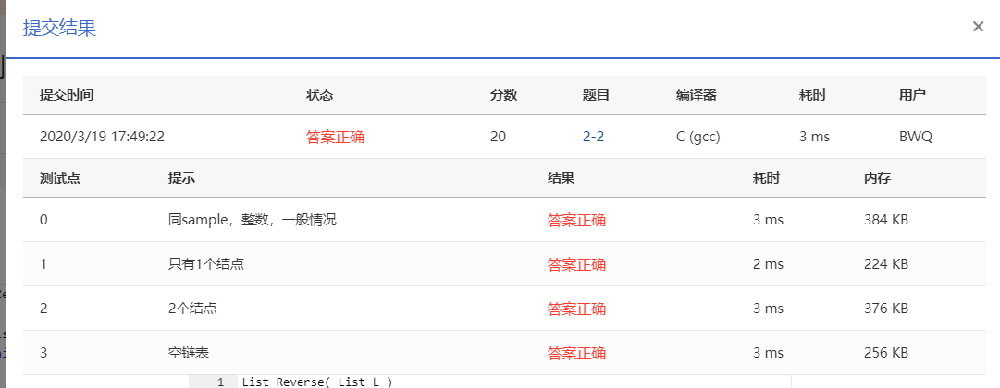 提交结果 ×
提交时间 状态 分数 题目 编译器 耗时 用户
2020/3/19 17:49:22 答案正确 20 2-2 C (gcc) 3 ms BWQ
测试点 提示 结果 耗时 内存
0 同sample，整数，一般情况 答案正确 3 ms 384 KB
1 只有1个结点 答案正确 2 ms 224 KB
2 2个结点 答案正确 3 ms 376 KB
3 空链表 答案正确 3 ms 256 KB
1 List Reverse( List L )